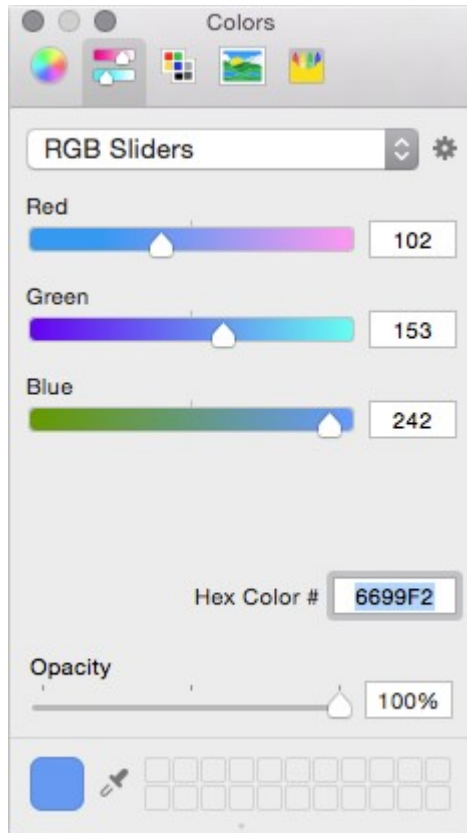 Colors
RGB Sliders
Red
102
Green
153
Blue
242
Hex Color # 6699F2
Opacity
100%